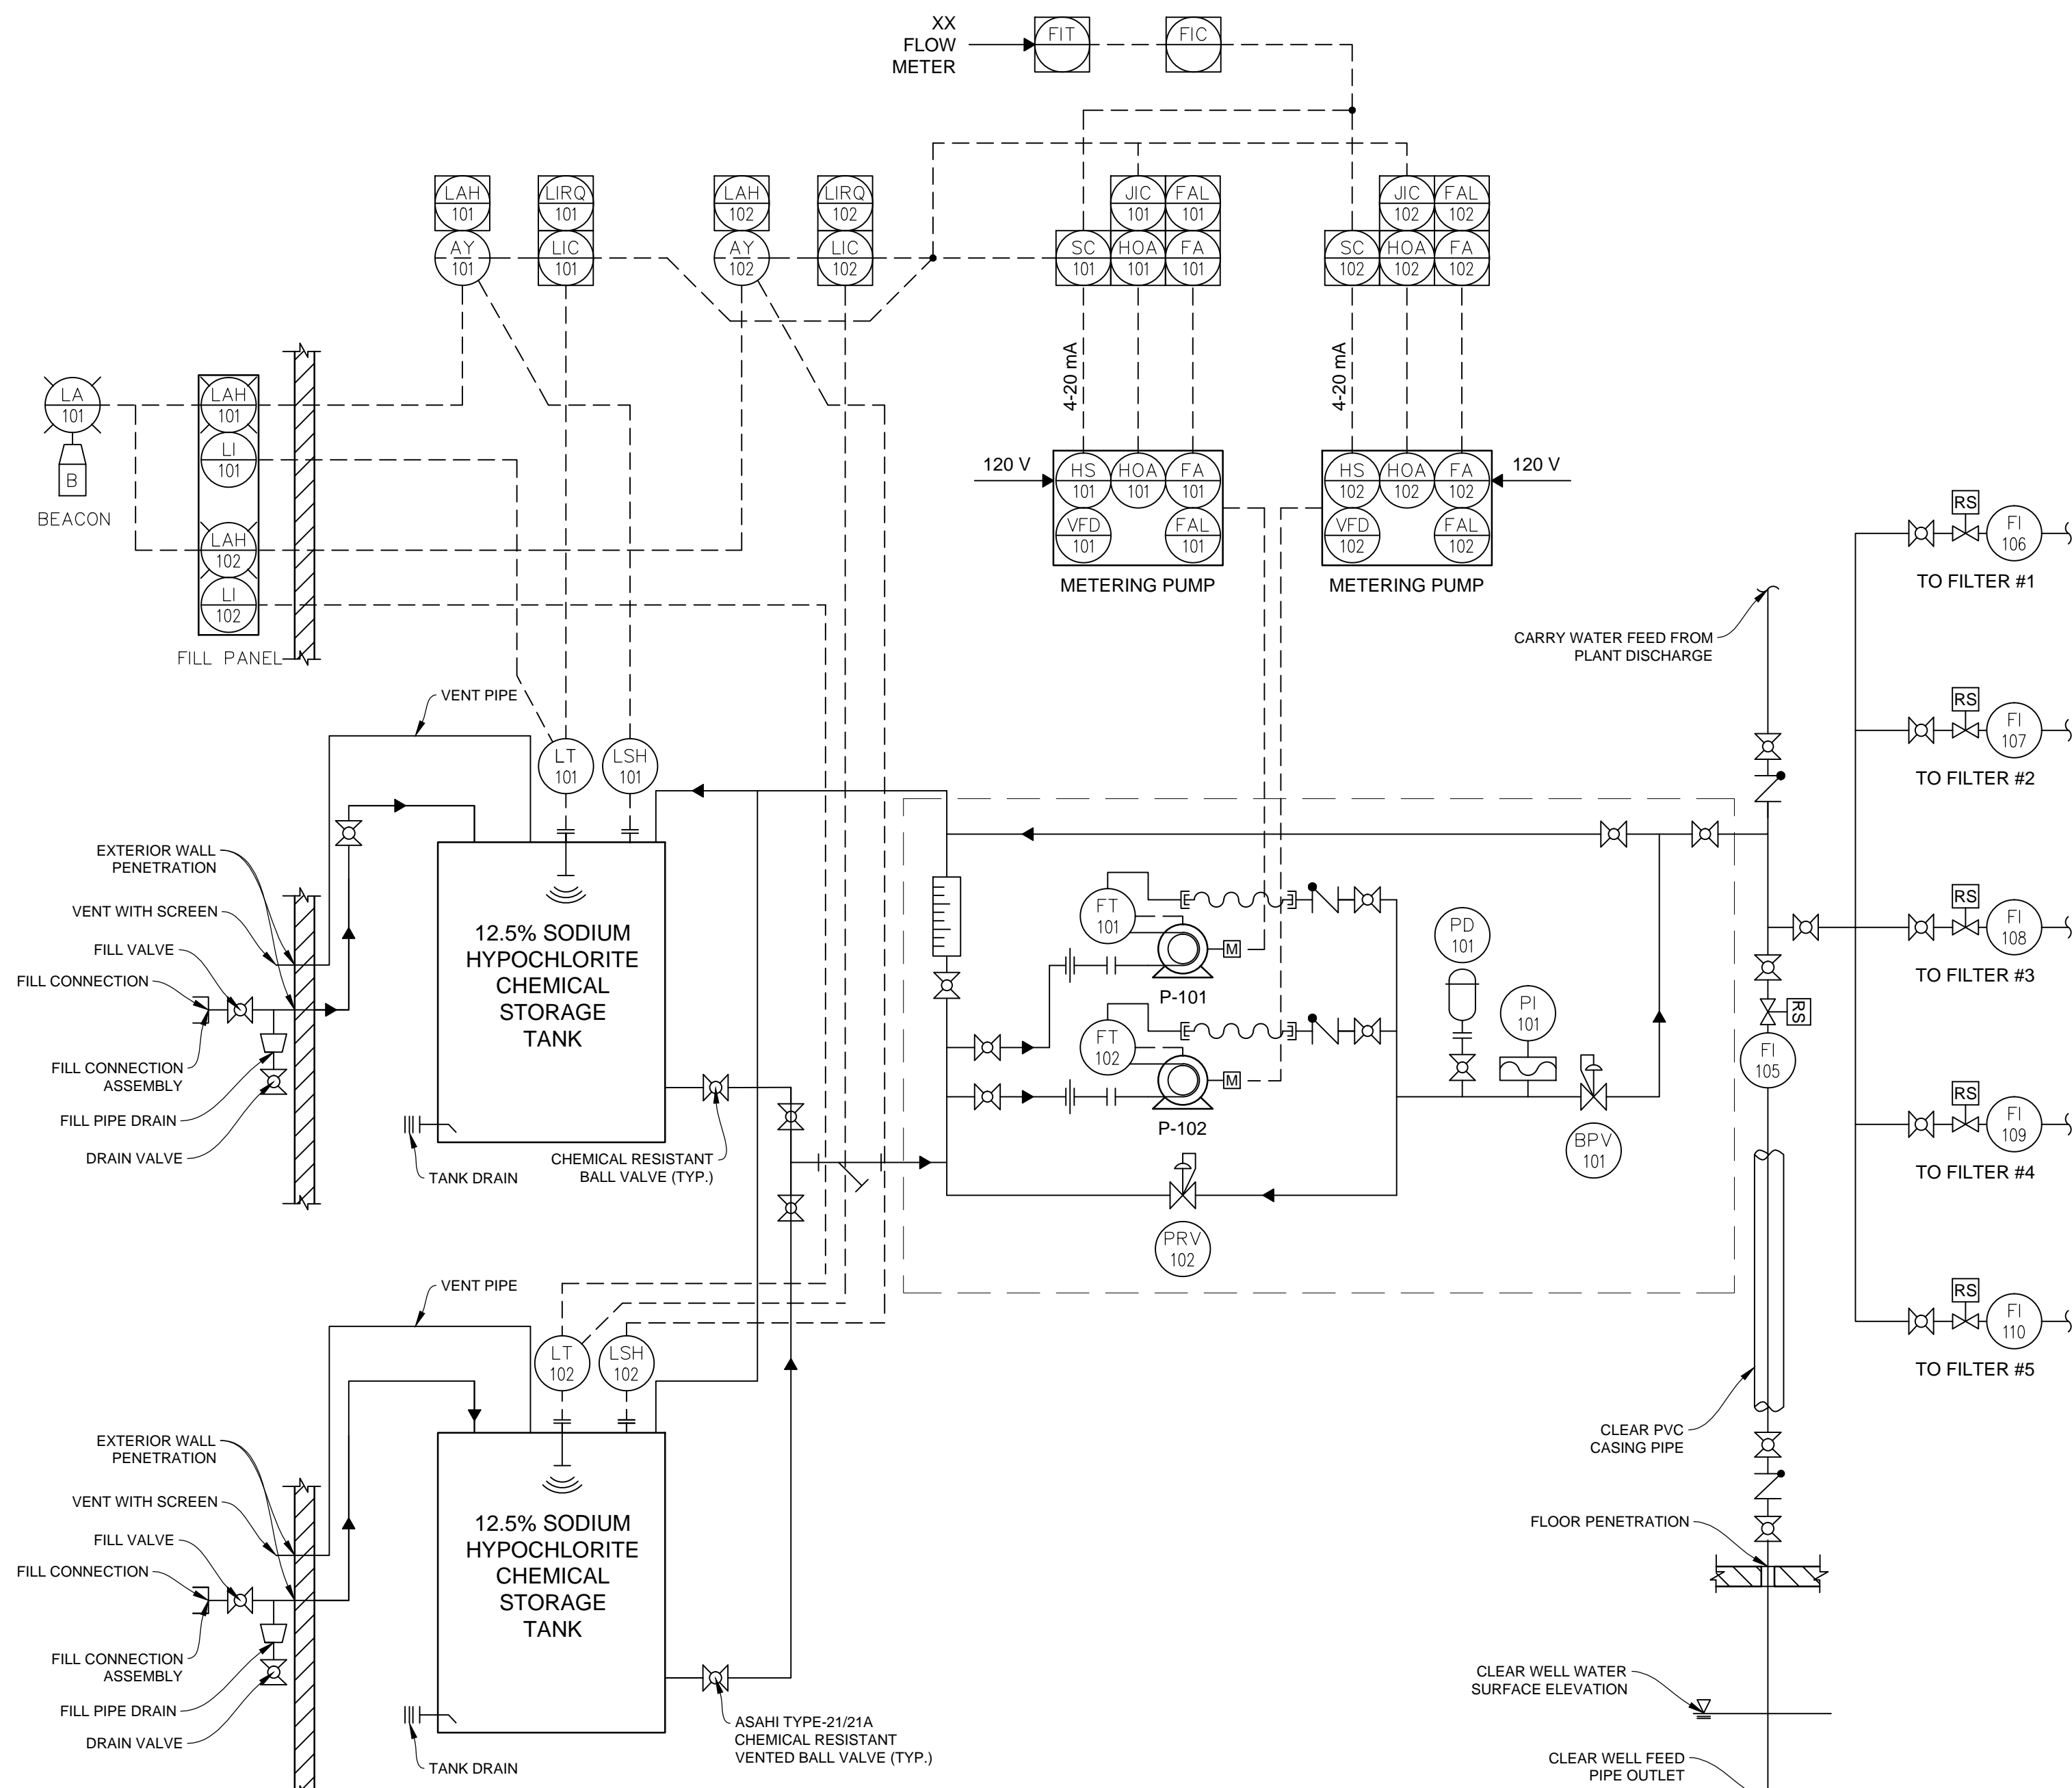 XX
FLOW
METER
FIT
FIC
LAH
101
LIRQ
101
LAH
102
LIRQ
102
JIC
101
FAL
101
JIC
102
FAL
102
AY
101
LIC
101
AY
102
LIC
102
SC
101
HOA
101
FA
101
SC
102
HOA
102
FA
102
4-20 mA
4-20 mA
LA
101
B
BEACON
LAH
101
LI
101
LAH
102
LI
102
FILL PANEL
120 V
HS
101
HOA
101
FA
101
VFD
101
FAL
101
METERING PUMP
HS
102
HOA
102
FA
102
VFD
102
FAL
102
120 V
METERING PUMP
RS
FI
106
TO FILTER #1
CARRY WATER FEED FROM
PLANT DISCHARGE
RS
FI
107
TO FILTER #2
VENT PIPE
LT
101
LSH
101
EXTERIOR WALL
PENETRATION
VENT WITH SCREEN
FILL VALVE
FILL CONNECTION
FILL CONNECTION
ASSEMBLY
FILL PIPE DRAIN
DRAIN VALVE
12.5% SODIUM
HYPOCHLORITE
CHEMICAL
STORAGE
TANK
TANK DRAIN
CHEMICAL RESISTANT
BALL VALVE (TYP.)
FT
101
M
P-101
FT
102
M
P-102
PD
101
PI
101
BPV
101
PRV
102
RS
FI
105
RS
FI
108
TO FILTER #3
RS
FI
109
TO FILTER #4
RS
FI
110
TO FILTER #5
VENT PIPE
LT
102
LSH
102
EXTERIOR WALL
PENETRATION
VENT WITH SCREEN
FILL VALVE
FILL CONNECTION
FILL CONNECTION
ASSEMBLY
FILL PIPE DRAIN
DRAIN VALVE
12.5% SODIUM
HYPOCHLORITE
CHEMICAL
STORAGE
TANK
TANK DRAIN
ASAHI TYPE-21/21A
CHEMICAL RESISTANT
VENTED BALL VALVE (TYP.)
CLEAR PVC
CASING PIPE
FLOOR PENETRATION
CLEAR WELL WATER
SURFACE ELEVATION
CLEAR WELL FEED
PIPE OUTLET